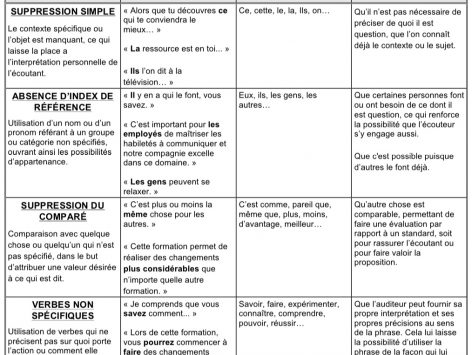 SUPPRESSION SIMPLE
Le contexte spécifique ou
l'objet est manquant, ce qui
laisse la place a
l'interprétation personnelle de
l'écoutant.
« Alors que tu découvres ce
qui te conviendra le
mieux… »
« La ressource est en toi... »
« Ils l'on dit à la
télévision… »
Ce, cette, le, la, Ils, on…
Qu'il n'est pas nécessaire de
préciser de quoi il est
question, que l'on connaît
déjà le contexte ou le sujet.
ABSENCE D'INDEX DE
RÉFÉRENCE
Utilisation d'un nom ou d'un
pronom référant à un groupe
ou catégorie non spécifiés,
ouvrant ainsi les possibilités
d'appartenance.
« Il y en a qui le font, vous
savez. »
« C'est important pour les
employés de maîtriser les
habiletés à communiquer et
notre compagnie excelle
dans ce domaine. »
« Les gens peuvent se
relaxer. »
Eux, ils, les gens, les
autres…
Que certaines personnes font
ou ont besoin de ce dont il
est question, ce qui renforce
la possibilité que l'écouteur
s'y engage aussi.
Que c'est possible puisque
d'autres le font déjà.
SUPPRESSION DU
COMPARÉ
Comparaison avec quelque
chose ou quelqu'un qui n'est
pas spécifié, dans le but
d'attribuer une valeur désirée
à ce qui est dit.
« C'est plus ou moins la
même chose pour les
autres. »
« Cette formation permet de
réaliser des changements
plus considérables que
n'importe quelle autre
formation. »
C'est comme, pareil que,
même que, plus, moins,
d'avantage, meilleur…
Qu'autre chose est
comparable, permettant de
faire une évaluation par
rapport à un standard, soit
pour rassurer l'écoutant ou
pour faire valoir la
proposition.
VERBES NON
SPÉCIFIQUES
Utilisation de verbes qui ne
précisent pas sur quoi porte
l'action ou comment elle
« Je comprends que vous
savez comment... »
« Lors de cette formation,
vous pourrez commencer à
faire des changements
Savoir, faire, expérimenter,
connaître, comprendre,
pouvoir, réussir…
Que l'auditeur peut fournir sa
propre interprétation et ses
propres précisions au sens
de la phrase. Cela lui laisse
la possibilité d'utiliser la
phrase de la façon qui lui